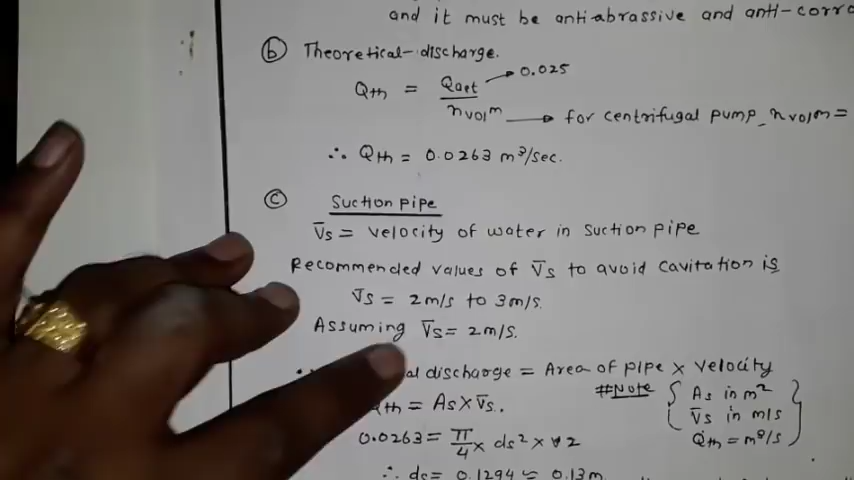 and it must be anti-abrassive and anti-corro
(b) Theoretical-discharge.
Qth = Qact / ηvolm → 0.025
→ for centrifugal pump ηvolm =
∴ Qth = 0.0263 m³/sec.
(c) Suction pipe
V̄s = velocity of water in suction pipe
Recommended values of V̄s to avoid cavitation is
V̄s = 2m/s to 3m/s.
Assuming V̄s = 2m/s.
al discharge = Area of pipe × velocity
#Note { As in m²
Qth = As × V̄s. V̄s in m/s
0.0263 = π/4 × ds² × 2 Qth = m³/s }
∴ ds = 0.1294 ≈ 0.13m